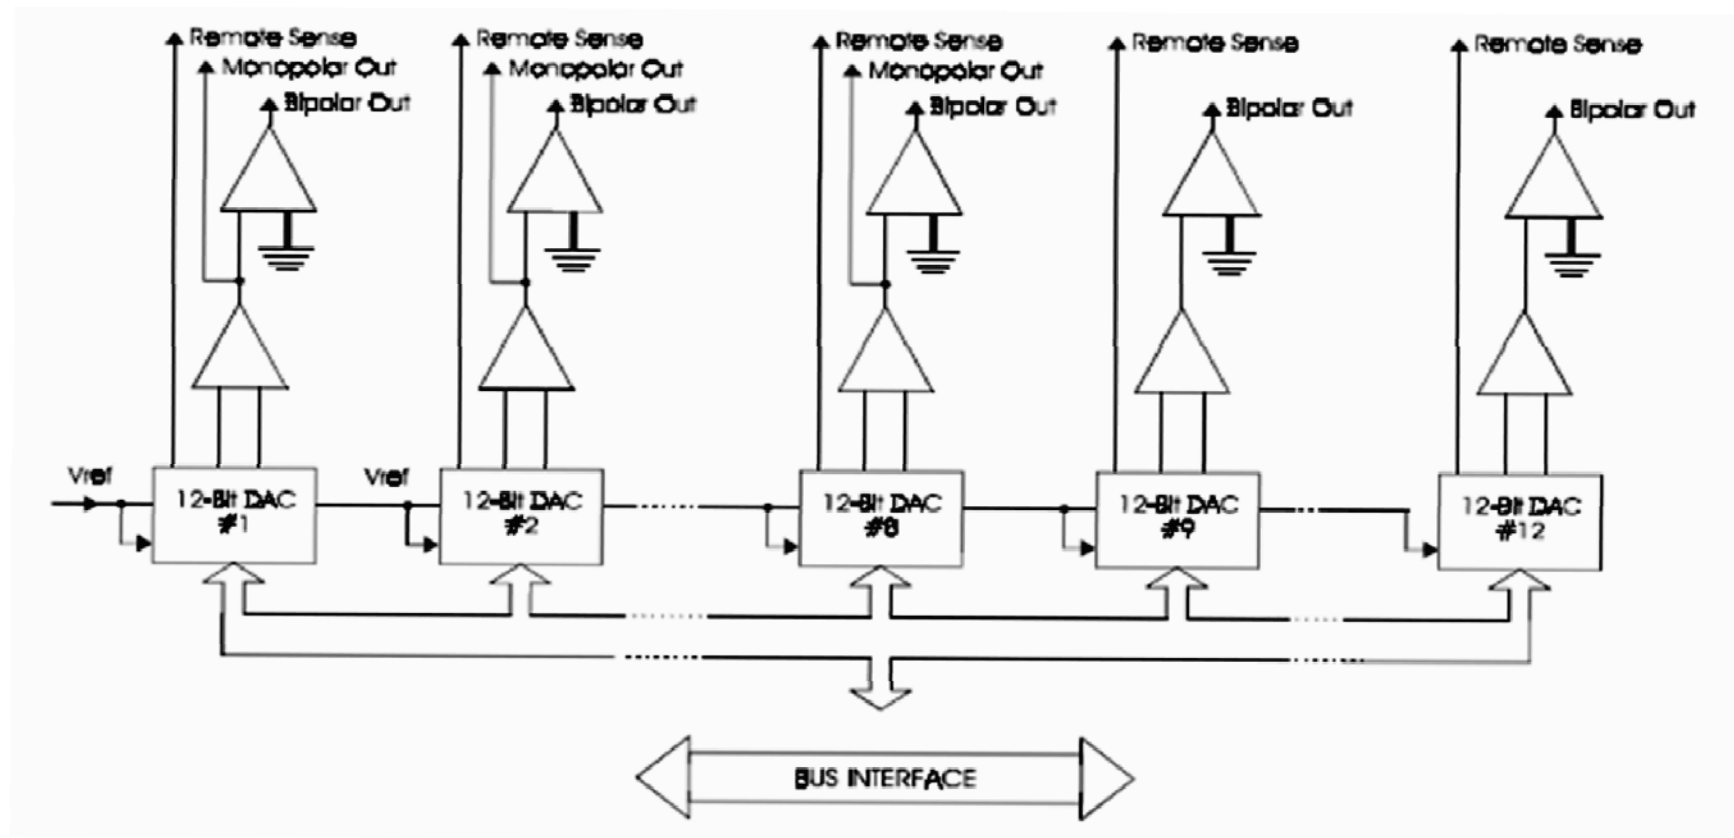 Remote Sense
Monopolar Out
Bipolar Out
Remote Sense
Monopolar Out
Bipolar Out
Remote Sense
Monopolar Out
Bipolar Out
Remote Sense
Bipolar Out
Remote Sense
Bipolar Out
Vref
12-Bit DAC
#1
Vref
12-Bit DAC
#2
12-Bit DAC
#8
12-Bit DAC
#9
12-Bit DAC
#12
BUS INTERFACE